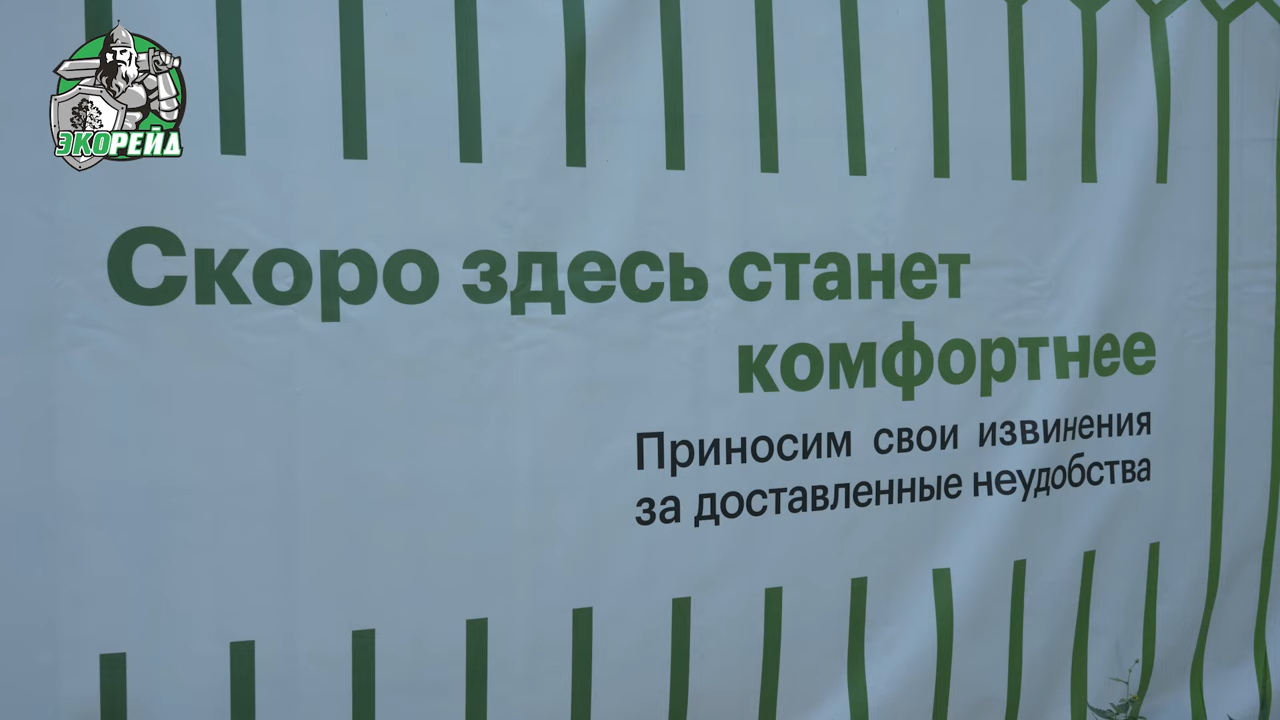 ЭКОРЕЙД
Скоро здесь станет
комфортнее
Приносим свои извинения
за доставленные неудобства